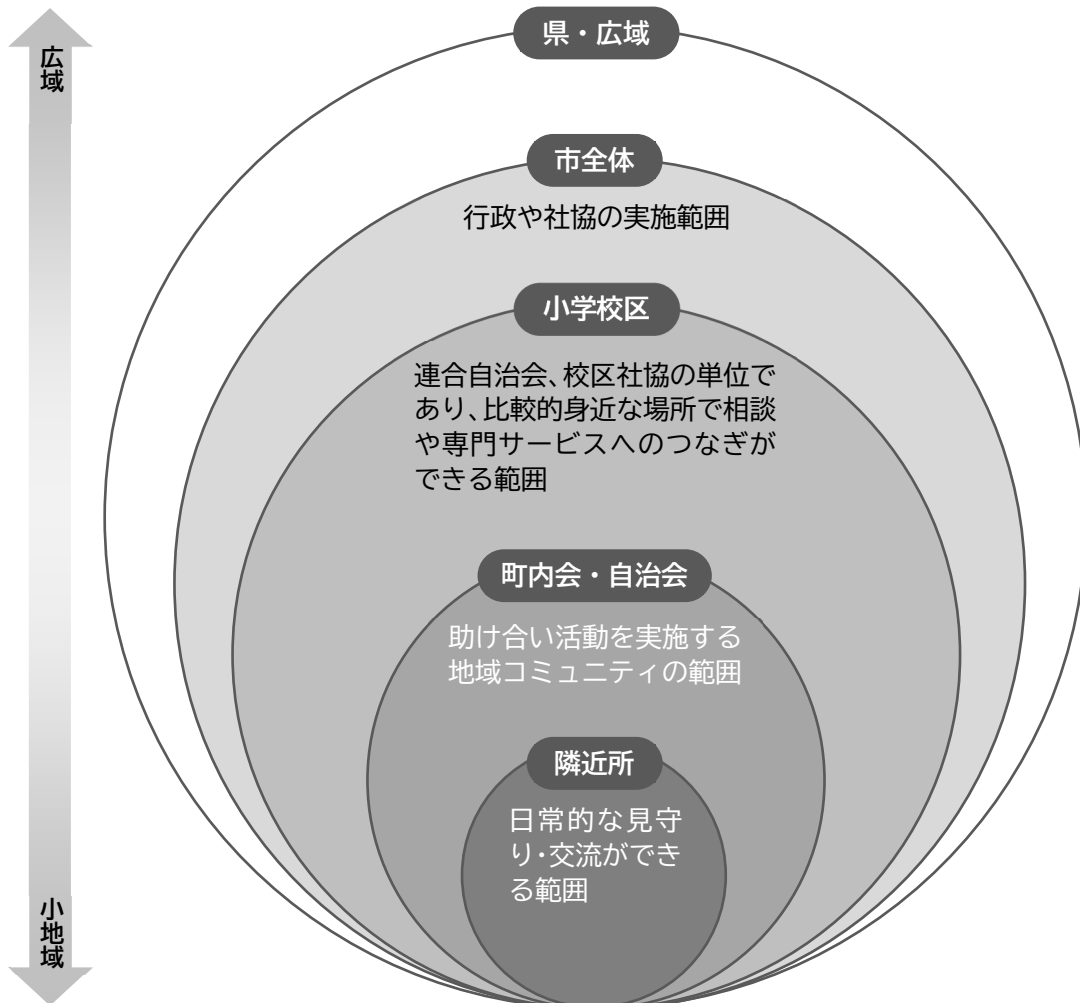 県・広域
広域
市全体
行政や社協の実施範囲
小学校区
連合自治会、校区社協の単位で
あり、比較的身近な場所で相談
や専門サービスへのつなぎが
できる範囲
町内会・自治会
助け合い活動を実施する
地域コミュニティの範囲
隣近所
日常的な見守
り・交流ができ
る範囲
小地域